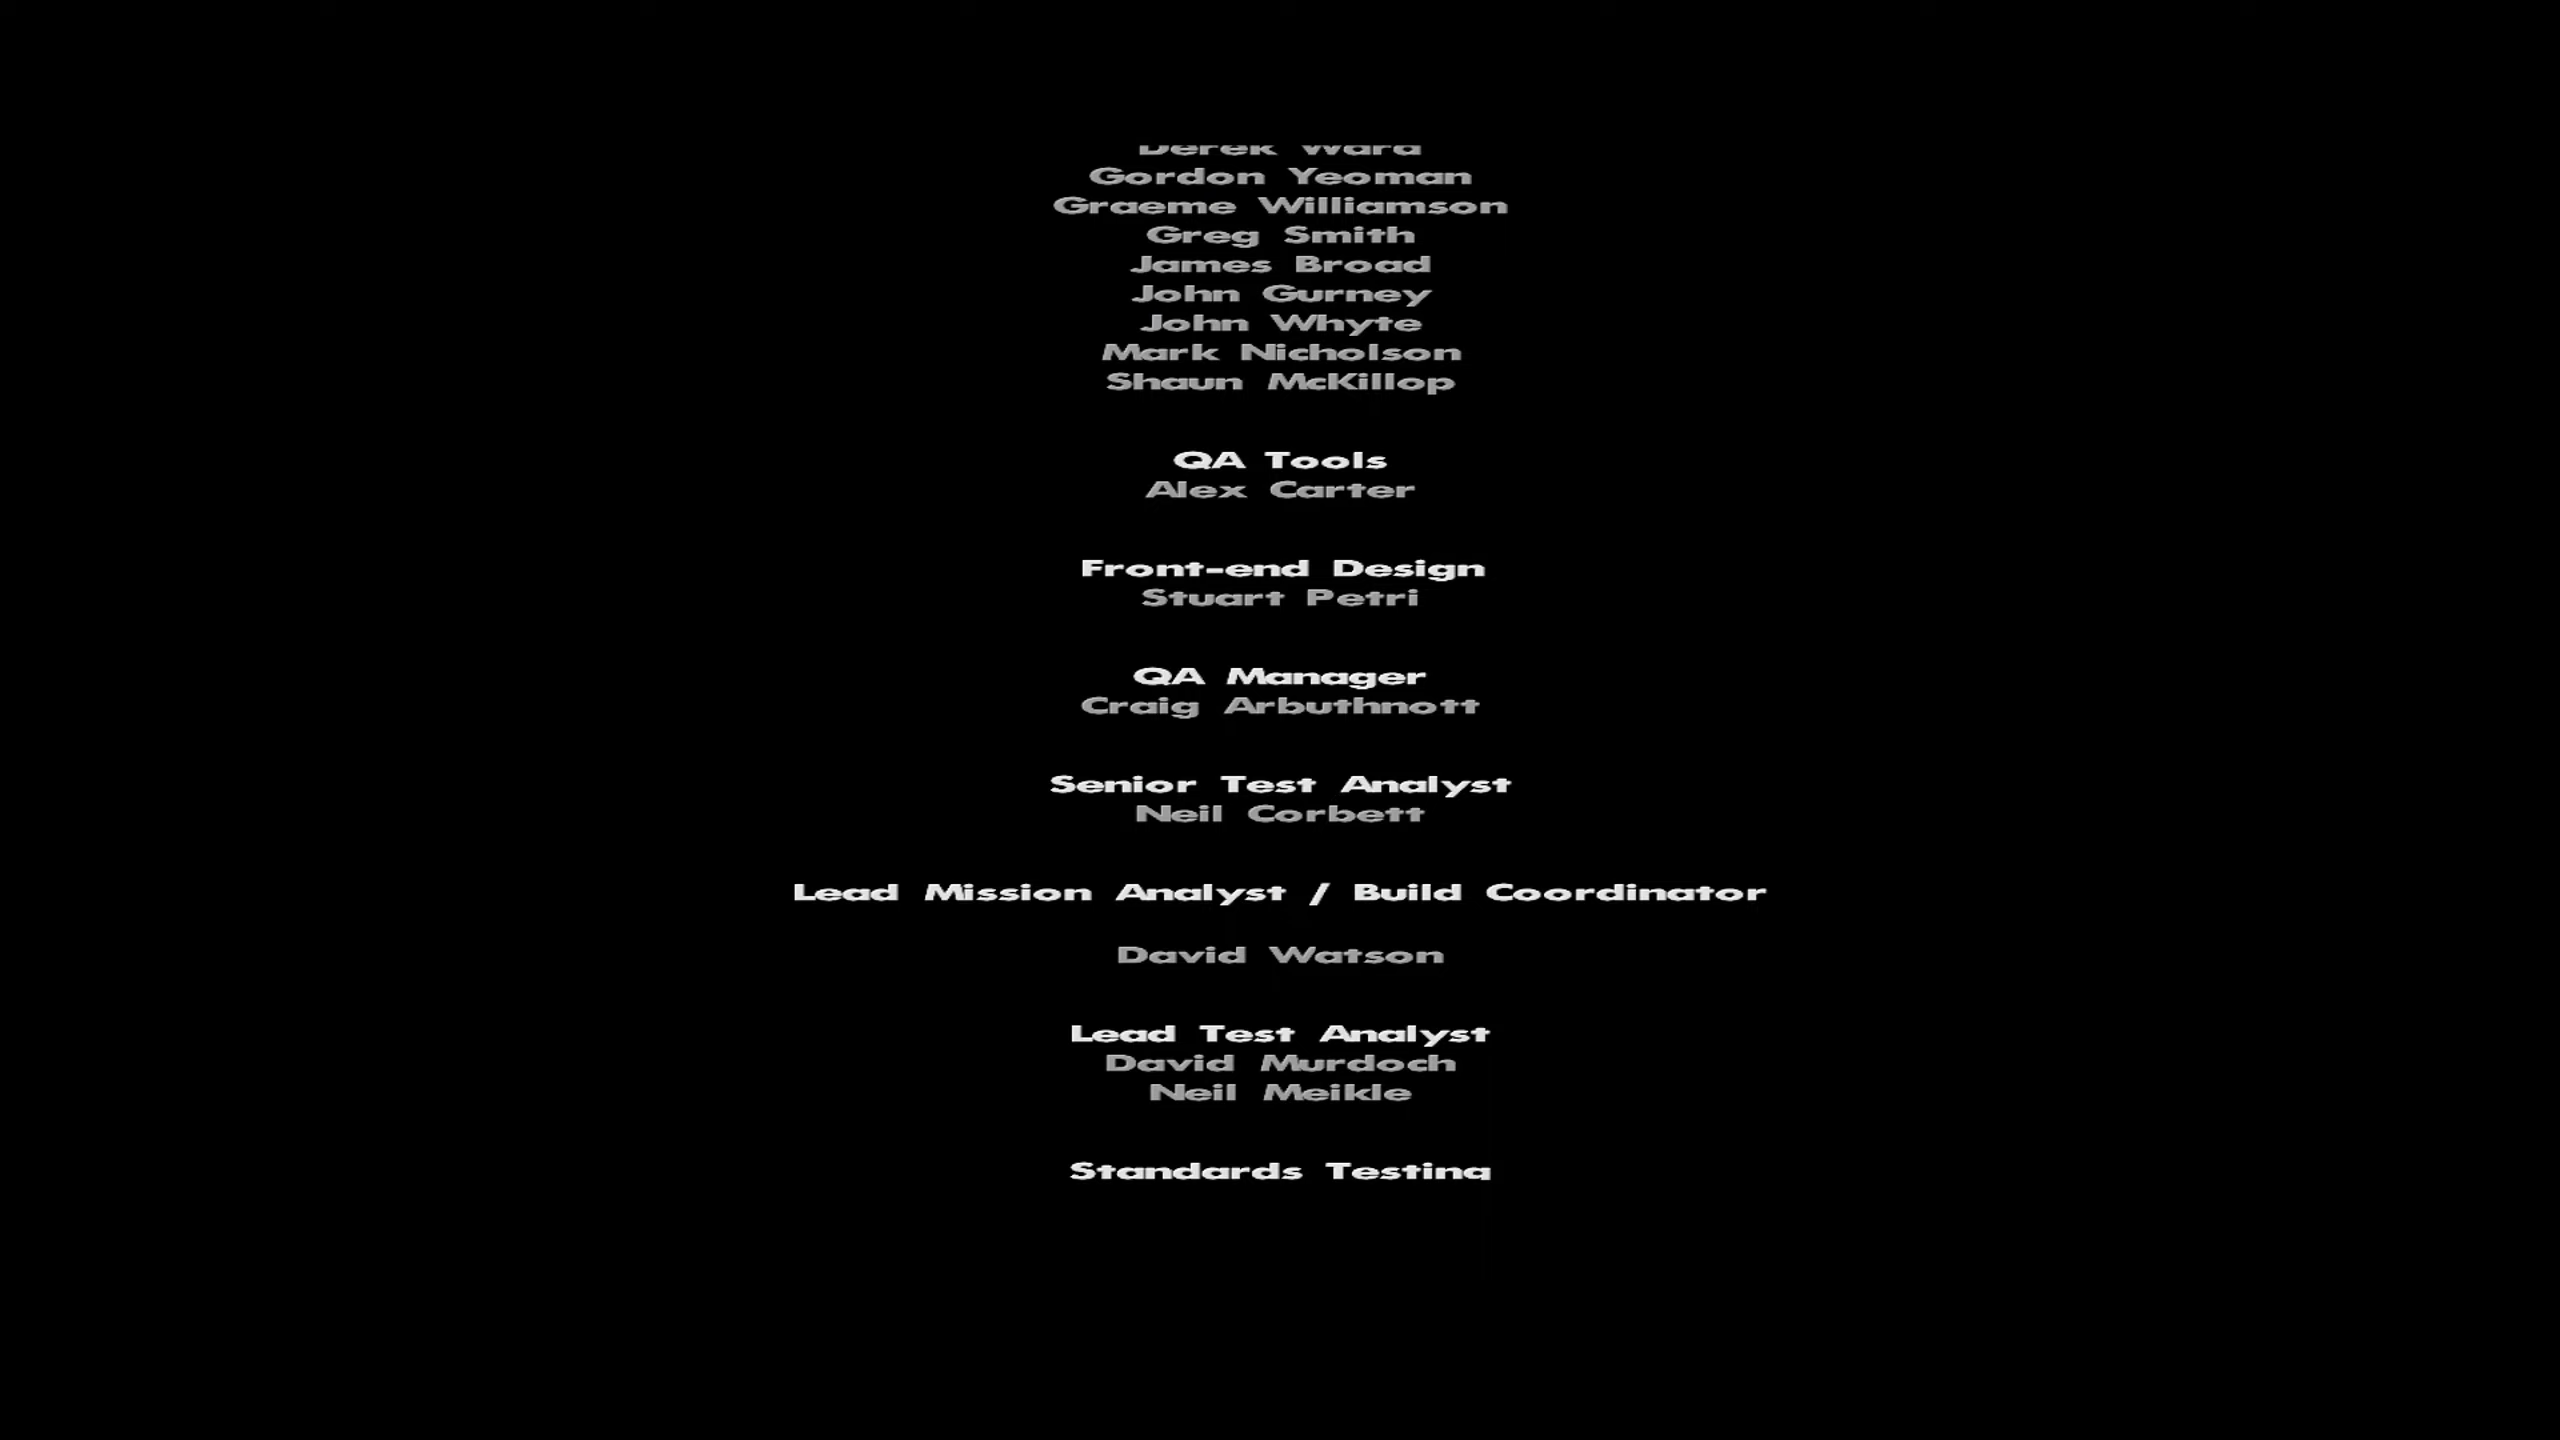 Derek Ward
Gordon Yeoman
Graeme Williamson
Greg Smith
James Broad
John Gurney
John Whyte
Mark Nicholson
Shaun McKillop
QA Tools
Alex Carter
Front-end Design
Stuart Petri
QA Manager
Craig Arbuthnott
Senior Test Analyst
Neil Corbett
Lead Mission Analyst / Build Coordinator
David Watson
Lead Test Analyst
David Murdoch
Neil Meikle
Standards Testing